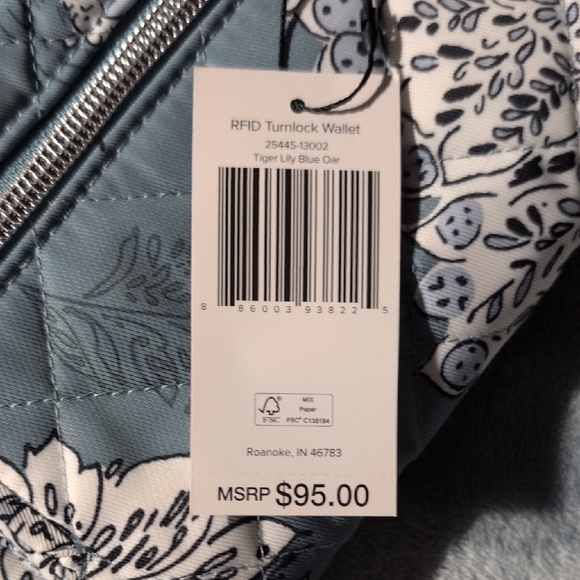 RFID Turnlock Wallet
25445-13002
Tiger Lily Blue Oar
8 86003 93822 5
FSC®
MIX
Paper
FSC® C135154
Roanoke, IN 46783
MSRP $95.00